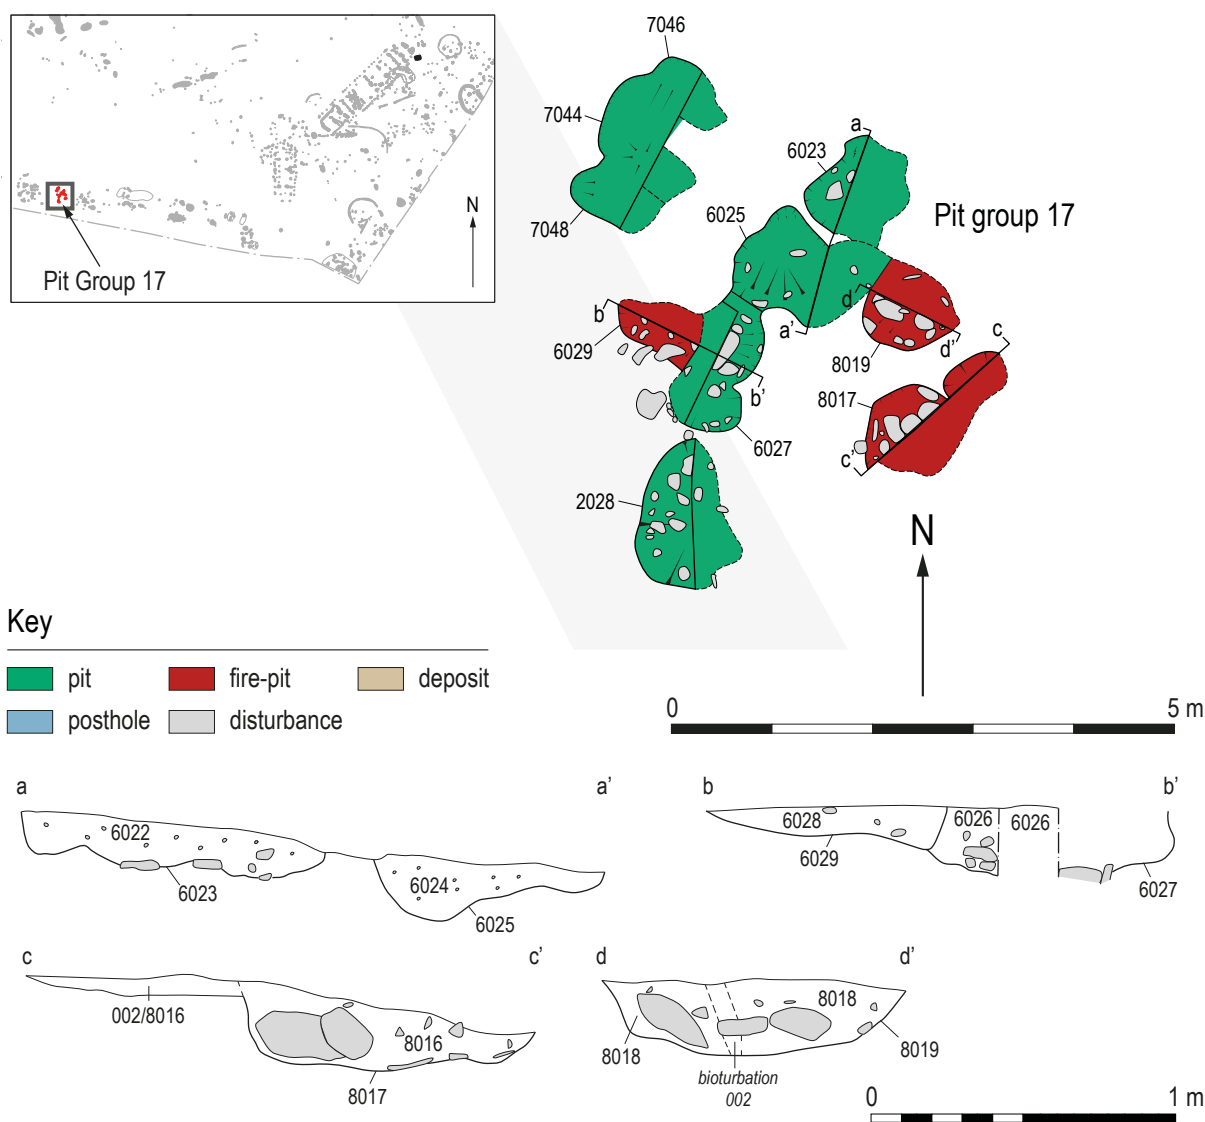 N
Pit Group 17
7046
7044
a
6023
6025
Pit group 17
7048
b
d
c
6029
a'
d'
8019
b'
8017
6027
c'
2028
N
Key
pit
fire-pit
deposit
posthole
disturbance
0 5 m
a a'
6022
6023
6024
6025
b b'
6028
6026
6026
6029
6027
c c'
002/8016
8016
8017
d d'
8018
8018
8019
bioturbation
002
0 1 m